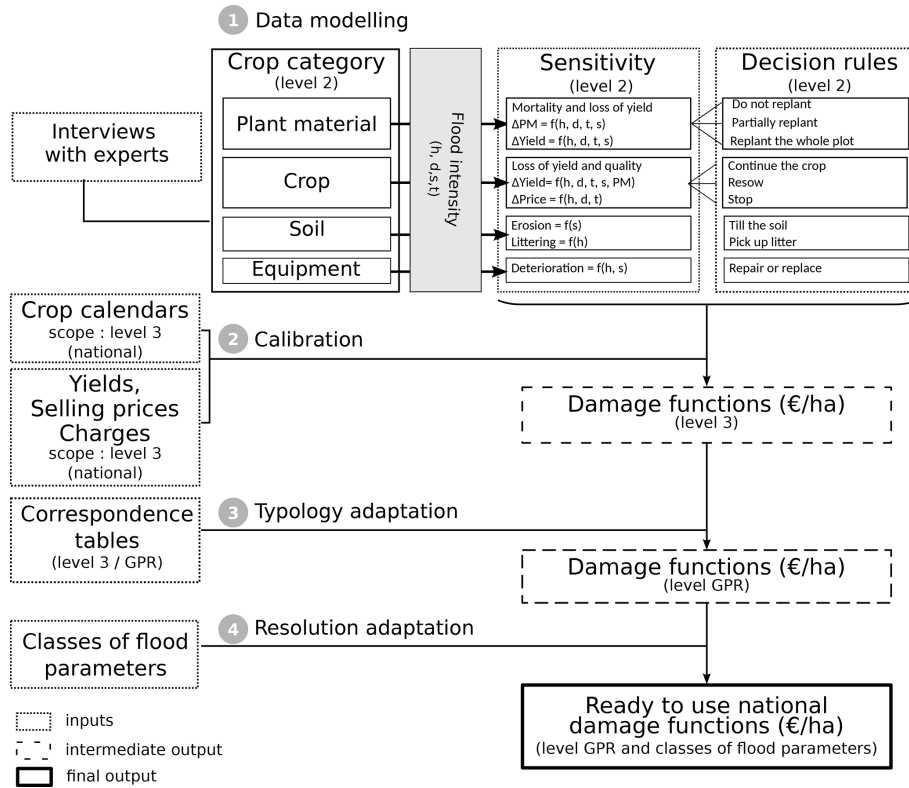 1 Data modelling
Crop category
(level 2)
Plant material
Crop
Soil
Equipment
Flood intensity
(h, d,s,t)
Sensitivity
(level 2)
Mortality and loss of yield
ΔPM = f(h, d, t, s)
ΔYield = f(h, d, t, s)
Loss of yield and quality
ΔYield= f(h, d, t, s, PM)
ΔPrice = f(h, d, t)
Erosion = f(s)
Littering = f(h)
Deterioration = f(h, s)
Decision rules
(level 2)
Do not replant
Partially replant
Replant the whole plot
Continue the crop
Resow
Stop
Till the soil
Pick up litter
Repair or replace
Interviews
with experts
Crop calendars
scope : level 3
(national)
Yields,
Selling prices
Charges
scope : level 3
(national)
2 Calibration
Damage functions (€/ha)
(level 3)
Correspondence
tables
(level 3 / GPR)
3 Typology adaptation
Damage functions (€/ha)
(level GPR)
Classes of flood
parameters
4 Resolution adaptation
Ready to use national
damage functions (€/ha)
(level GPR and classes of flood parameters)
inputs
intermediate output
final output